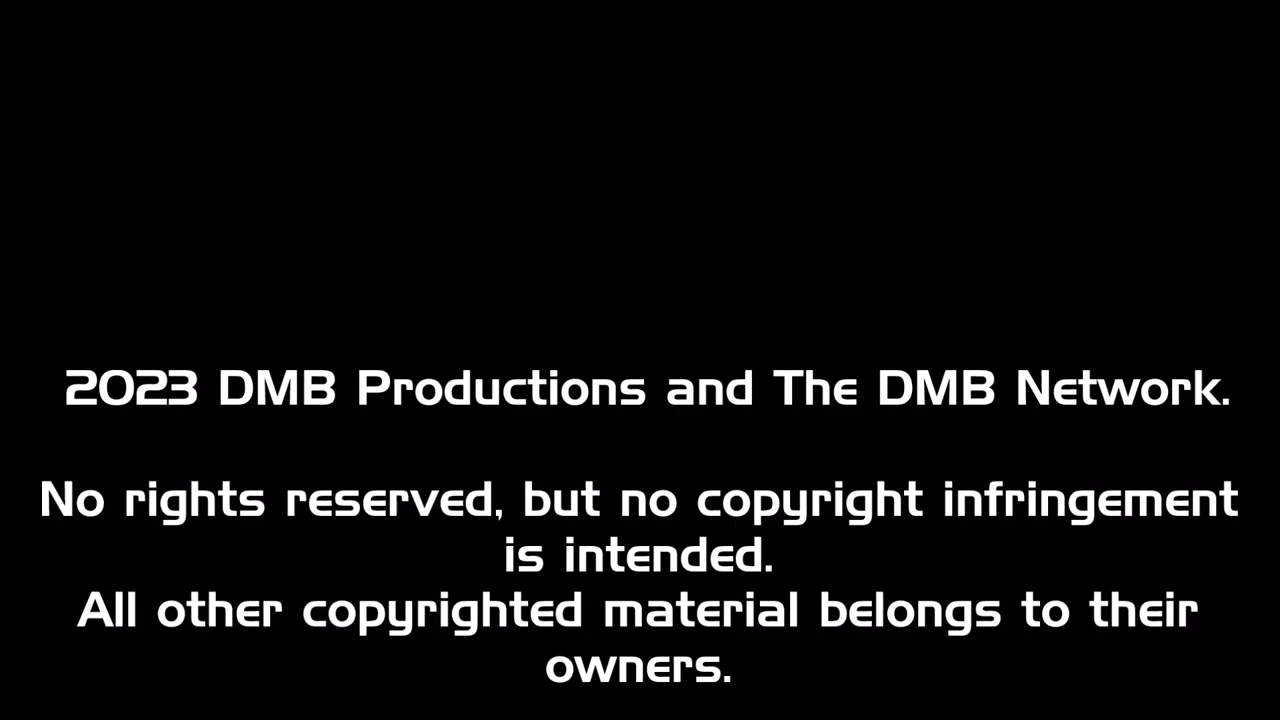 2023 DMB Productions and The DMB Network.
No rights reserved, but no copyright infringement
is intended.
All other copyrighted material belongs to their
owners.